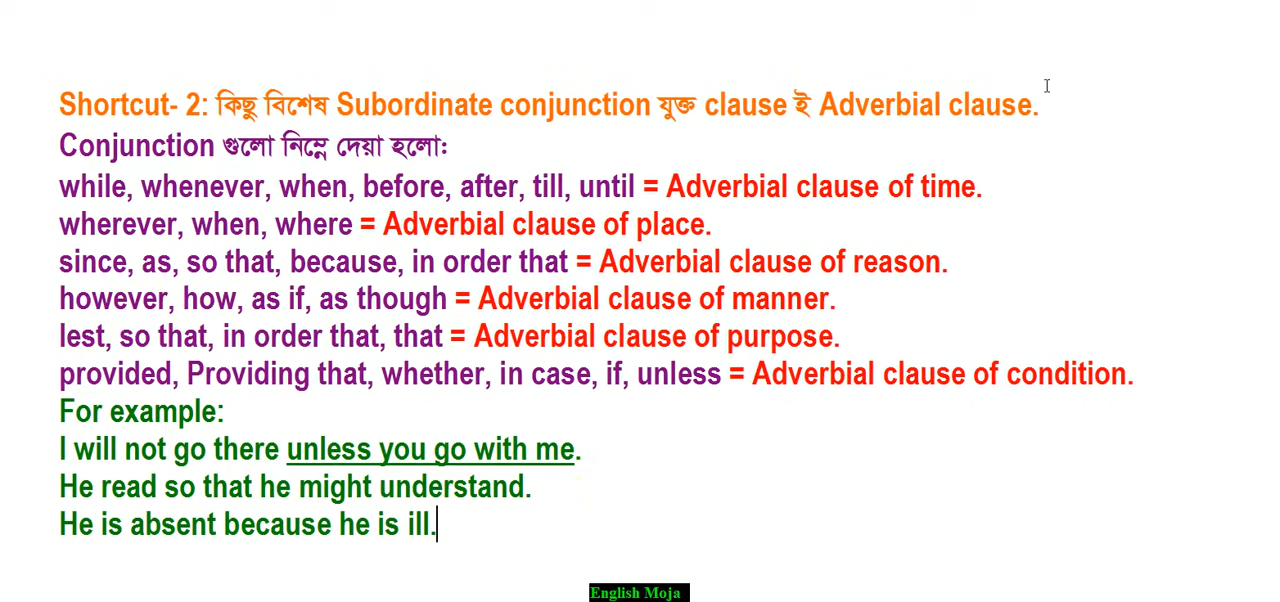 Shortcut- 2: কিছু বিশেষ Subordinate conjunction যুক্ত clause ই Adverbial clause.
Conjunction গুলো নিম্নে দেয়া হলোঃ
while, whenever, when, before, after, till, until = Adverbial clause of time.
wherever, when, where = Adverbial clause of place.
since, as, so that, because, in order that = Adverbial clause of reason.
however, how, as if, as though = Adverbial clause of manner.
lest, so that, in order that, that = Adverbial clause of purpose.
provided, Providing that, whether, in case, if, unless = Adverbial clause of condition.
For example:
I will not go there unless you go with me.
He read so that he might understand.
He is absent because he is ill.
English Moja